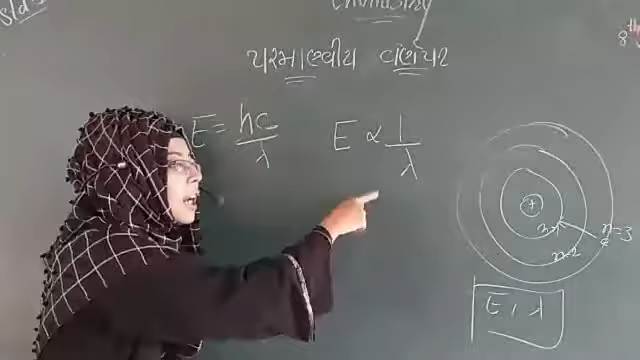 Chemistry
પરમાણ્વીય વર્ણપટ
E = hc/λ
E ∝ 1/λ
+
n=1
n=2
n=3
E, λ